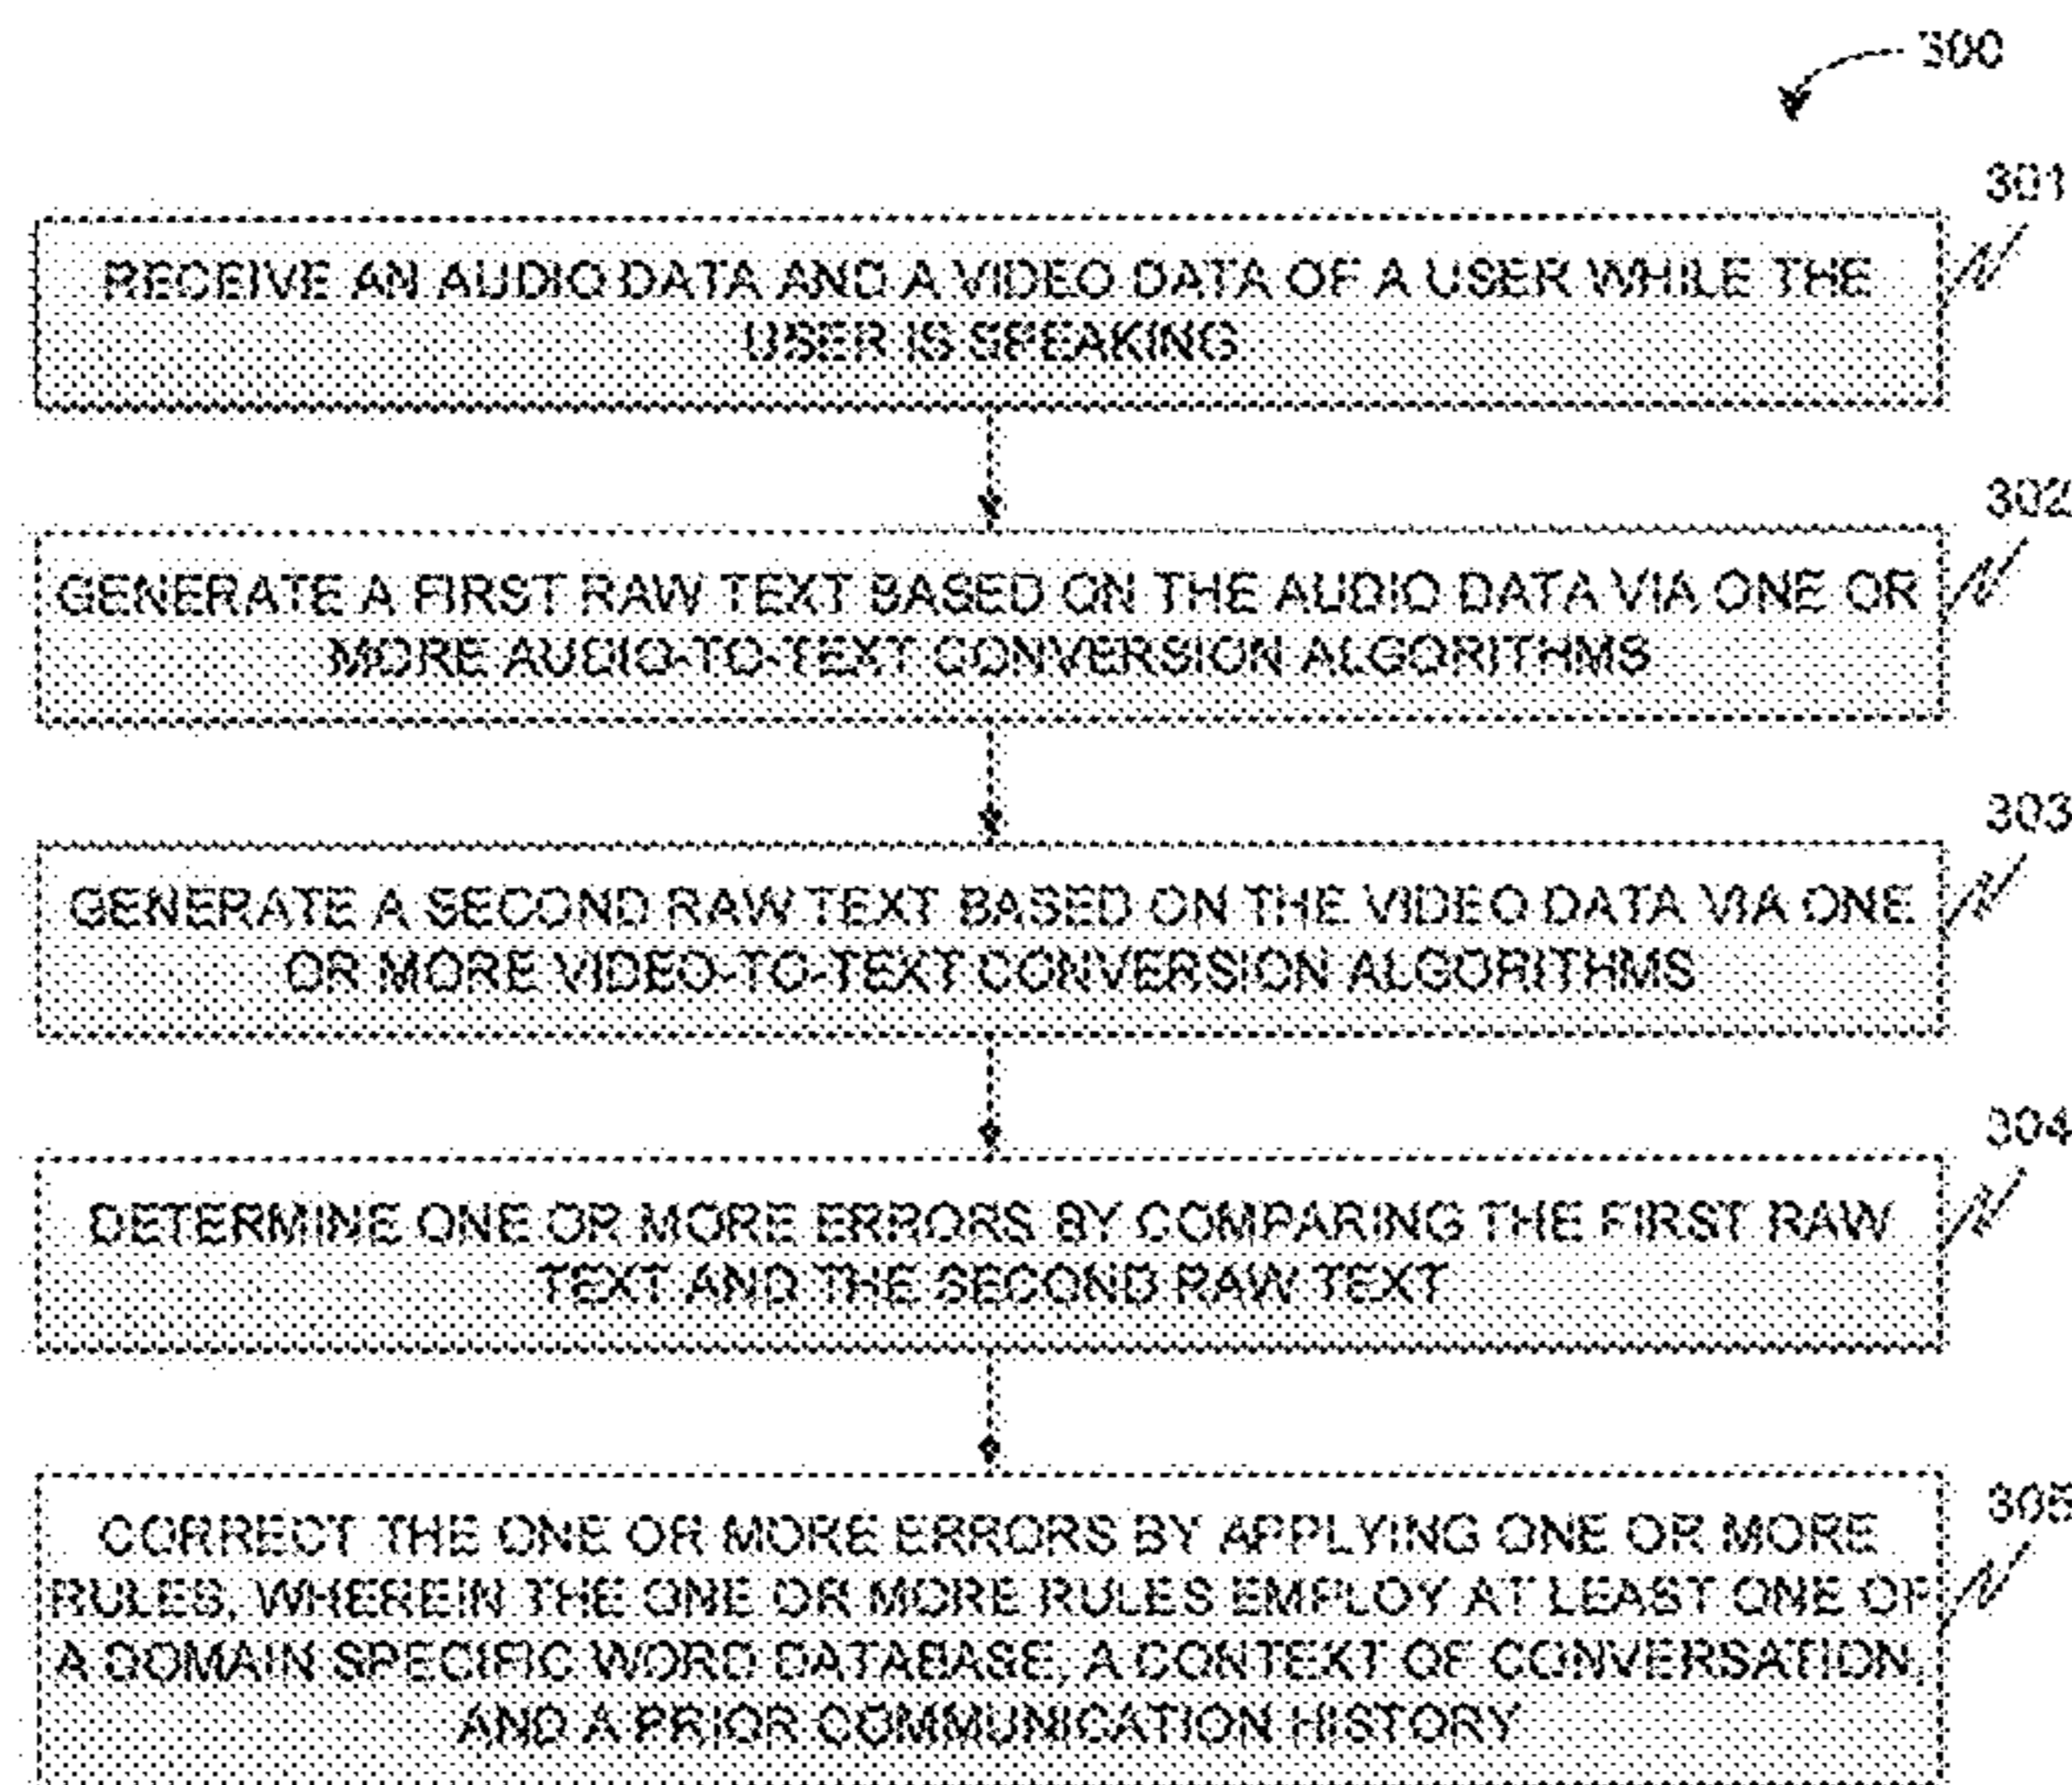 300
301
RECEIVE AN AUDIO DATA AND A VIDEO DATA OF A USER WHILE THE
USER IS SPEAKING
302
GENERATE A FIRST RAW TEXT BASED ON THE AUDIO DATA VIA ONE OR
MORE AUDIO-TO-TEXT CONVERSION ALGORITHMS
303
GENERATE A SECOND RAW TEXT BASED ON THE VIDEO DATA VIA ONE
OR MORE VIDEO-TO-TEXT CONVERSION ALGORITHMS
304
DETERMINE ONE OR MORE ERRORS BY COMPARING THE FIRST RAW
TEXT AND THE SECOND RAW TEXT
305
CORRECT THE ONE OR MORE ERRORS BY APPLYING ONE OR MORE
RULES, WHEREIN THE ONE OR MORE RULES EMPLOY AT LEAST ONE OF
A DOMAIN SPECIFIC WORD DATABASE, A CONTEXT OF CONVERSATION,
AND A PRIOR COMMUNICATION HISTORY